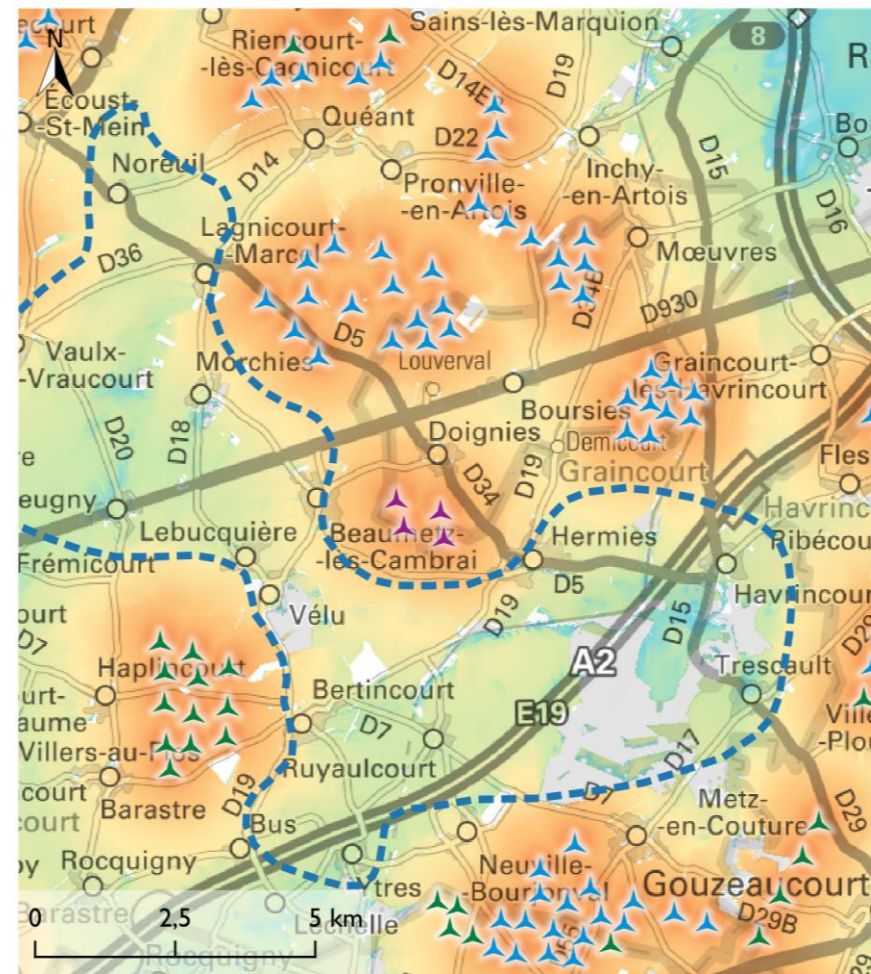 Sains-lès-Marquion
Riencourt-
-lès-Cagnicourt
N
8
D14E
D19
Écoust-
-St-Mein
Quéant
D22
D15
Noreuil
D14
Inchy-
-en-Artois
Pronville-
-en-Artois
D16
Lagnicourt-
-Marcel
Mœuvres
D36
D34B
D930
D5
Vaulx-
-Vraucourt
Morchies
Louverval
Graincourt-
-lès-Havrincourt
Boursies
D20
D18
Doignies
Demicourt
Graincourt
D34
D19
Lebucquière
Beaumetz-
-lès-Cambrai
Hermies
Frémicourt
D5
Vélu
D19
D15
D7
A2
Haplincourt
Trescault
Bertincourt
E19
D7
Villers-au-Flos
Ruyaulcourt
D17
D19
Barastre
D7
Metz-
-en-Couture
D29
Bus
Rocquigny
Neuville-
-Bourjonval
Gouzeaucourt
Ytres
0
2,5
5 km
Barastre
Léchelle
D29B
Rocquigny